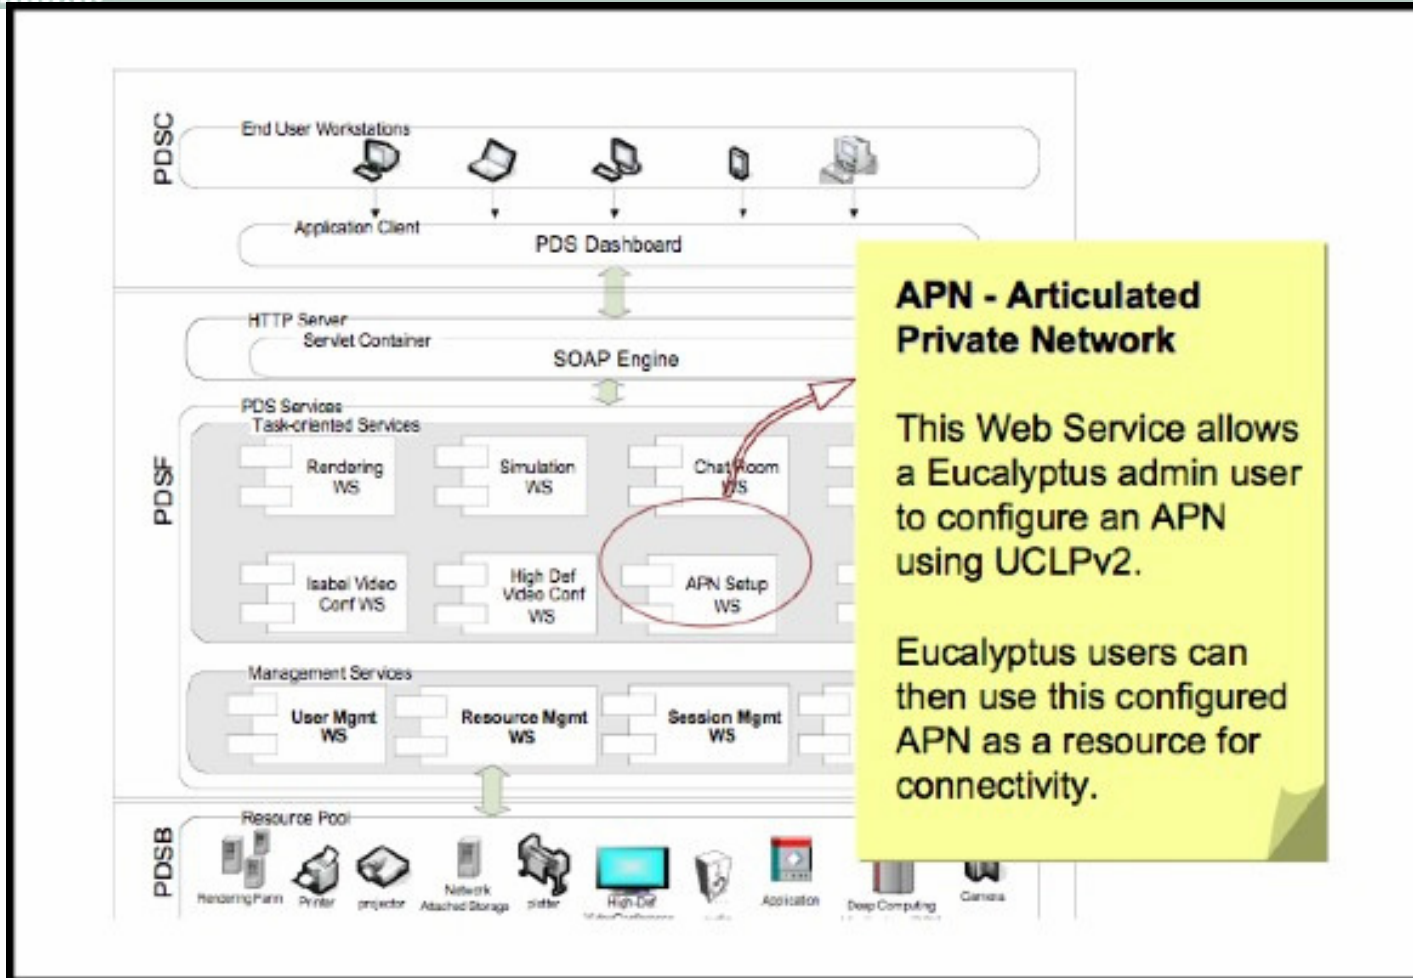 PDSC
End User Workstations
Application Client
PDS Dashboard
HTTP Server
Servlet Container
SOAP Engine
PDSF
PDS Services
Task-oriented Services
Rendering
WS
Simulation
WS
Chat Room
WS
Isabel Video
Conf WS
High Def
Video Conf
WS
APN Setup
WS
Management Services
User Mgmt
WS
Resource Mgmt
WS
Session Mgmt
WS
PDSB
Resource Pool
Rendering Farm
Printer
projector
Network
Attached Storage
plotter
High-Def
Application
Deep Computing
Camera
APN - Articulated
Private Network
This Web Service allows
a Eucalyptus admin user
to configure an APN
using UCLPv2.
Eucalyptus users can
then use this configured
APN as a resource for
connectivity.